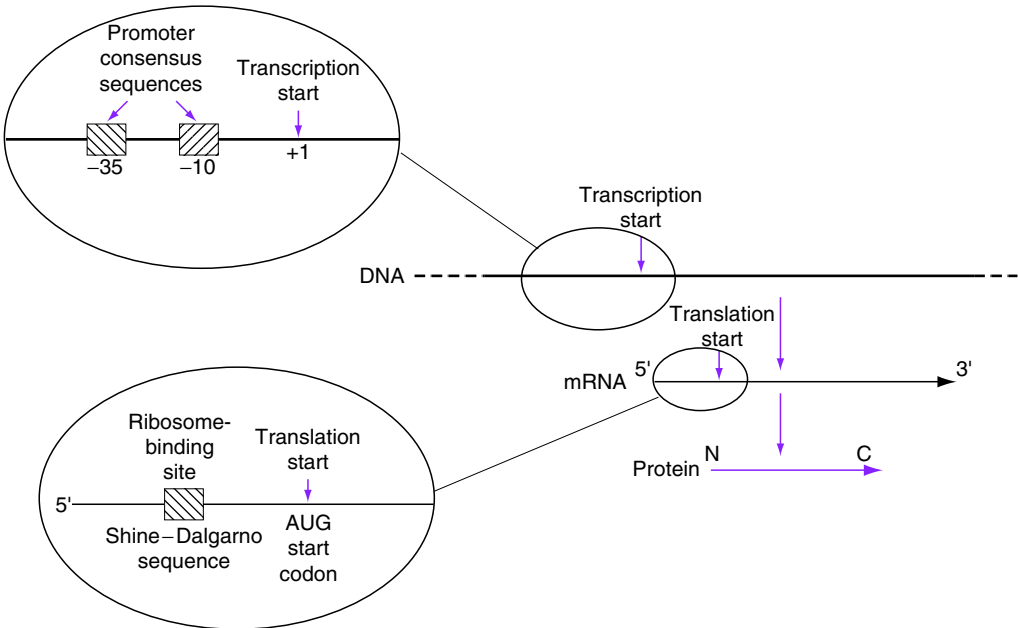 Promoter
consensus
sequences
Transcription
start
−35
−10
+1
Transcription
start
DNA
Translation
start
5'
3'
mRNA
N
C
Protein
Ribosome-
binding
site
Translation
start
5'
Shine−Dalgarno
sequence
AUG
start
codon